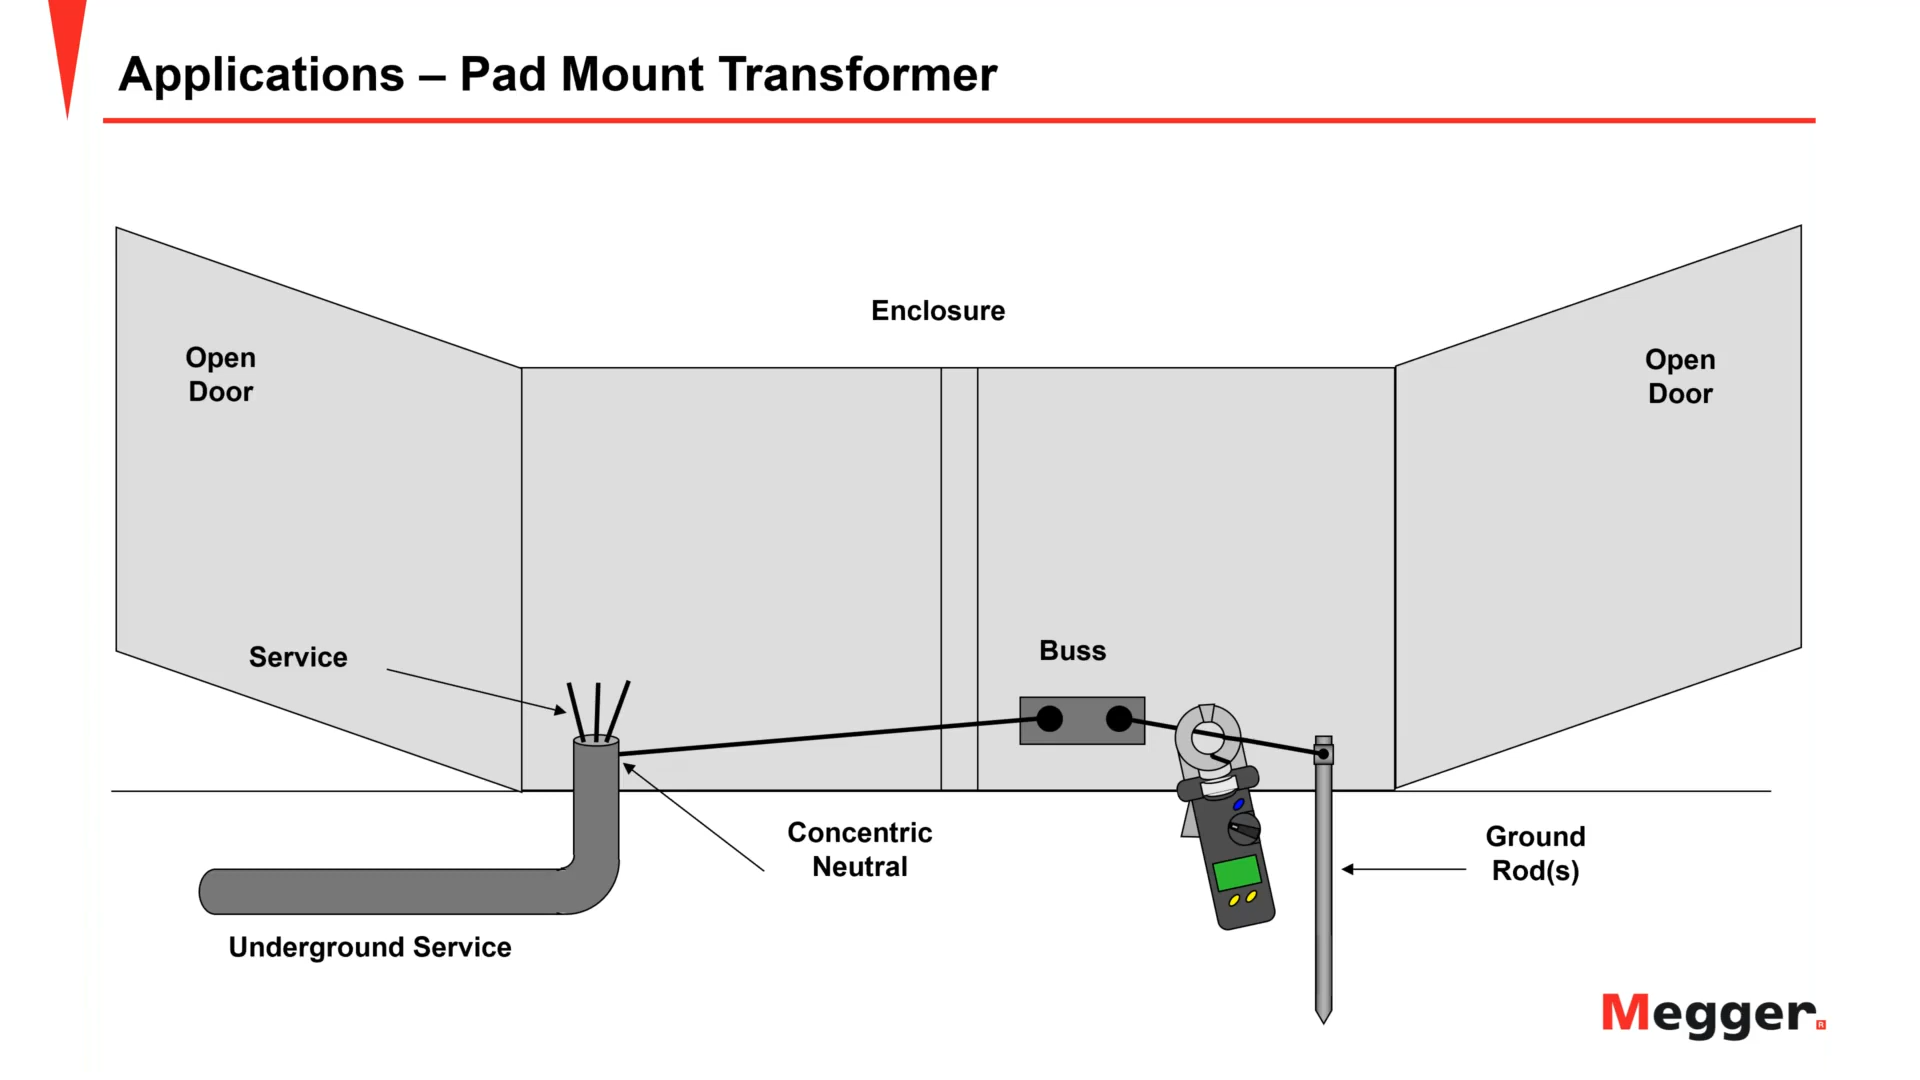 Applications – Pad Mount Transformer
Enclosure
Open
Door
Open
Door
Service
Buss
Concentric
Neutral
Ground
Rod(s)
Underground Service
Megger